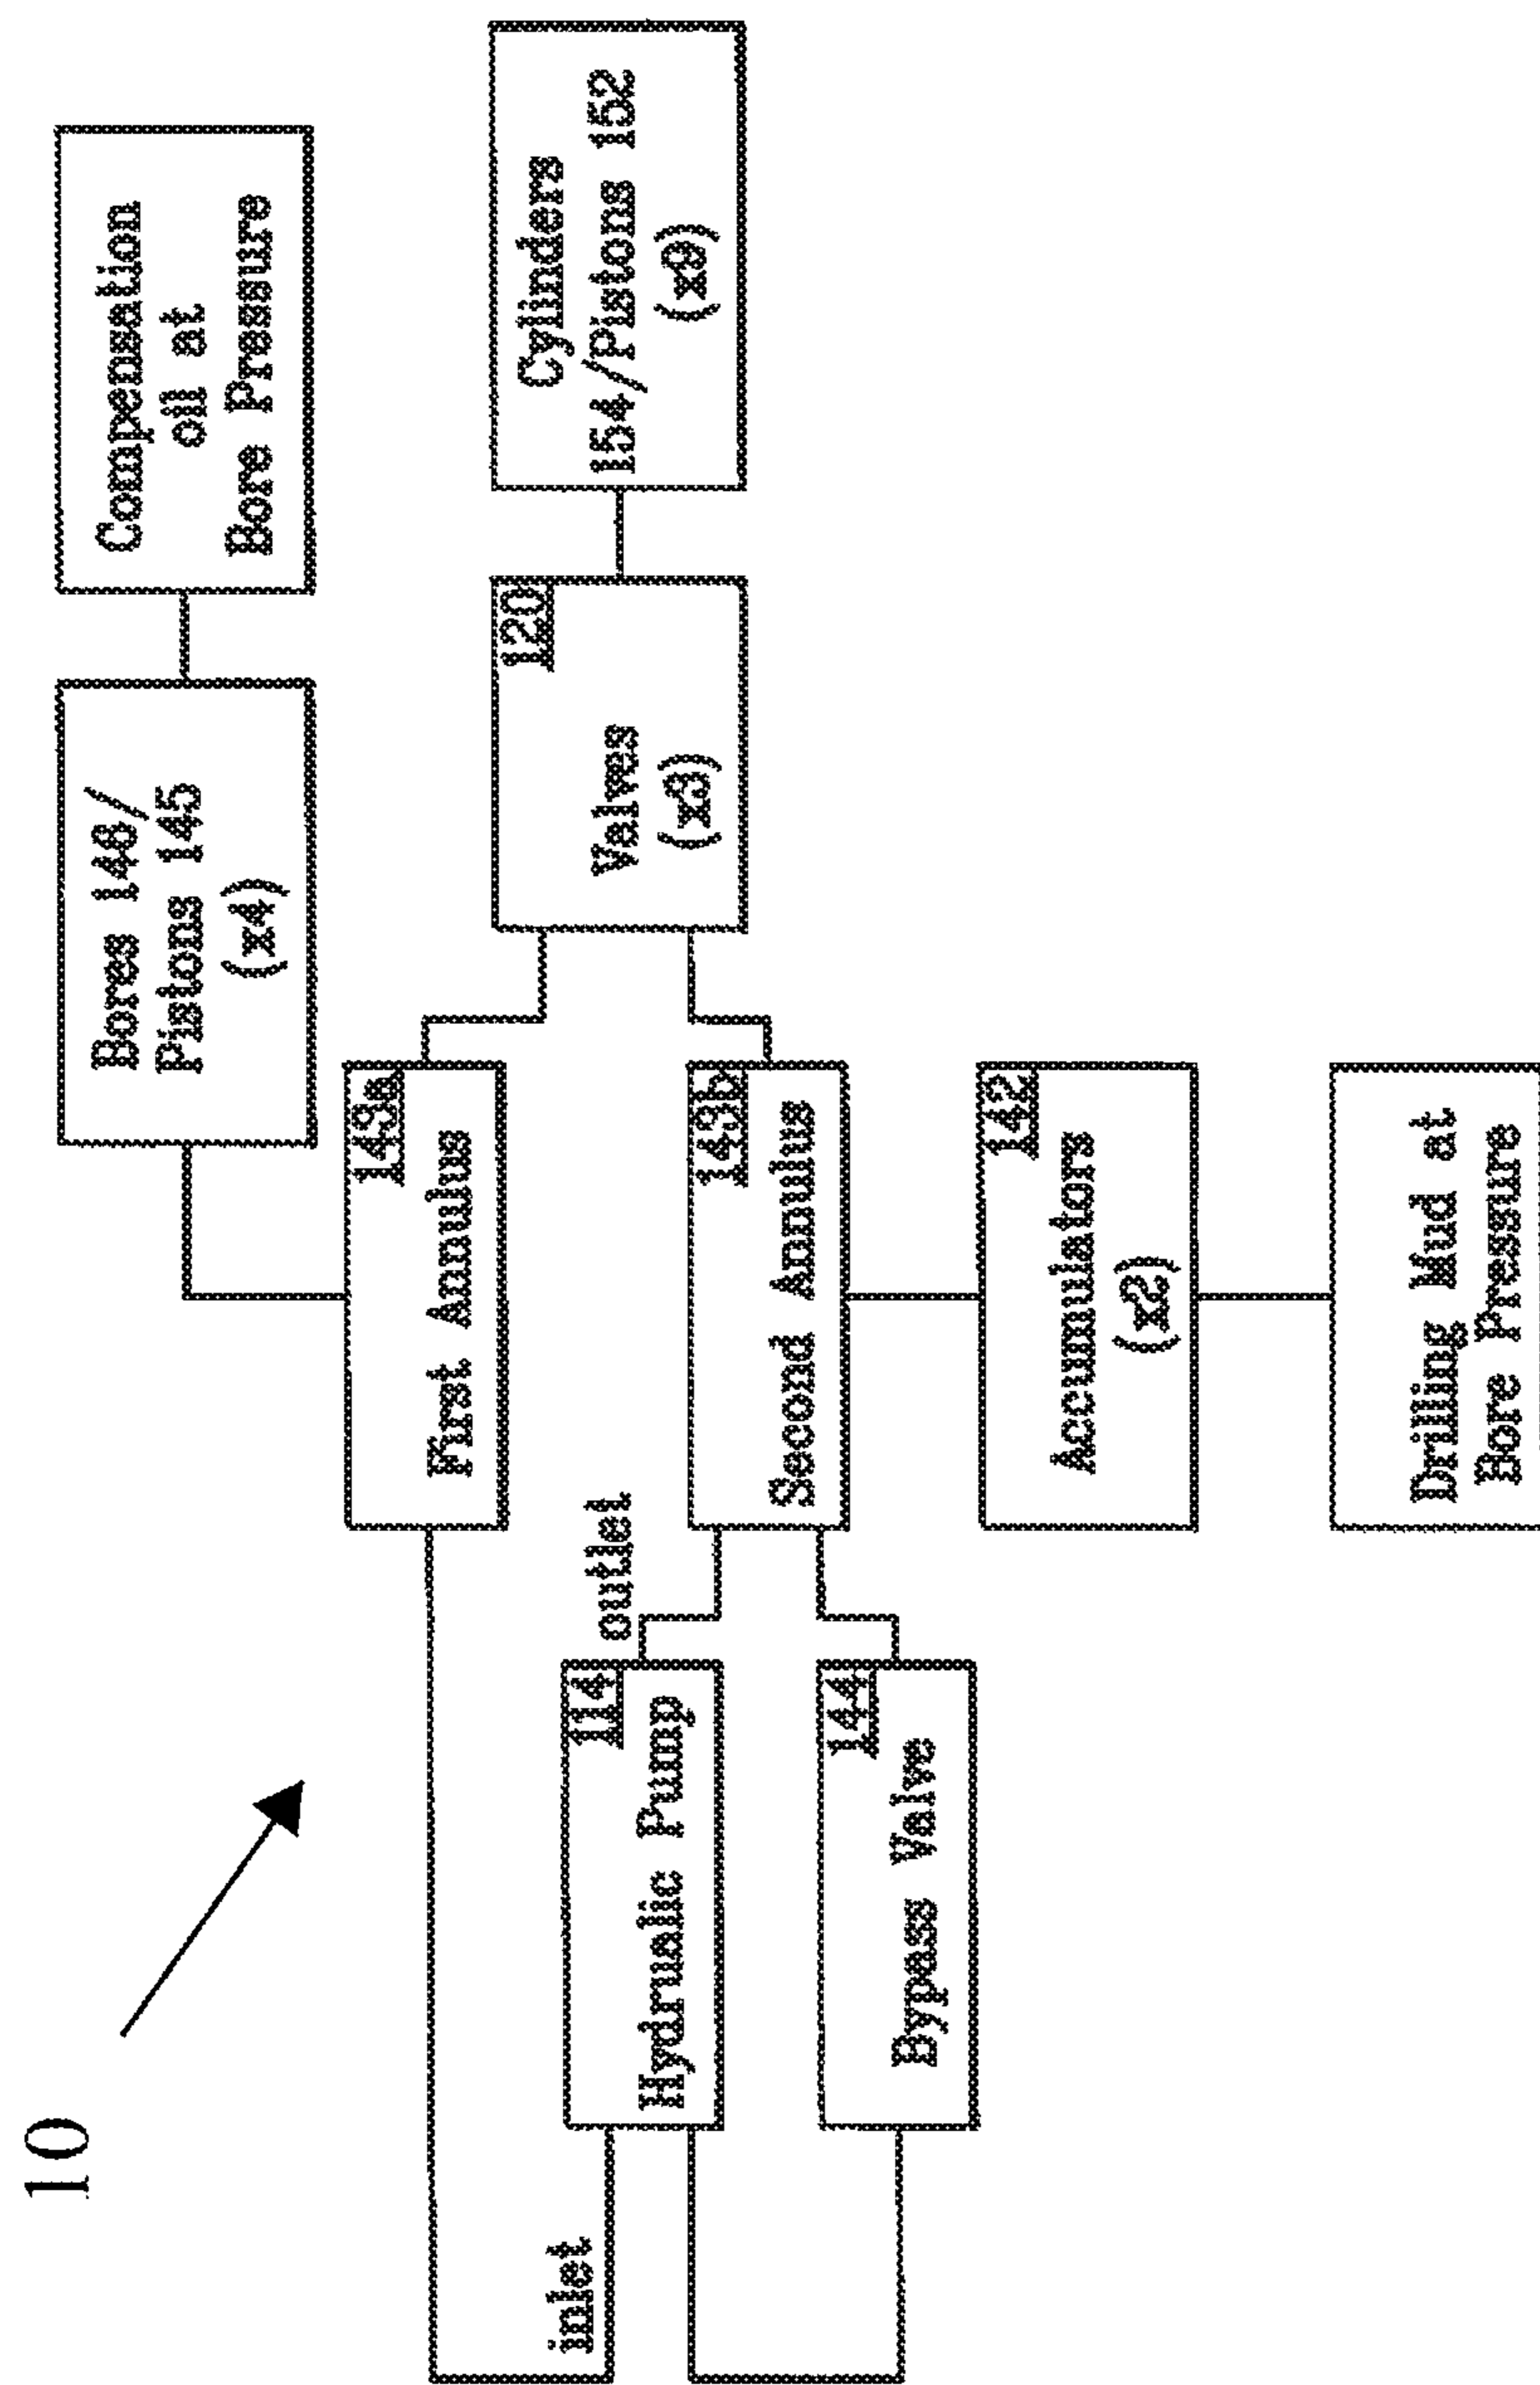 10
Compensation
oil at
Bore Pressure
Bores 148/
Pistons 145
(x4)
Cylinders
154/Pistons 152
(x9)
120
Valves
(x3)
143a
First Annulus
143b
Second Annulus
142
Accumulators
(x2)
Drilling Mud at
Bore Pressure
outlet
114
Hydrualic Pump
144
Bypass Valve
inlet